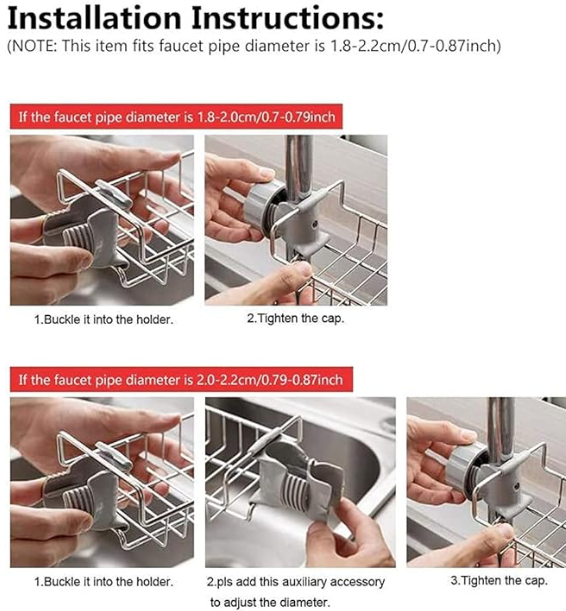 Installation Instructions:
(NOTE: This item fits faucet pipe diameter is 1.8-2.2cm/0.7-0.87inch)
If the faucet pipe diameter is 1.8-2.0cm/0.7-0.79inch
1.Buckle it into the holder.
2.Tighten the cap.
If the faucet pipe diameter is 2.0-2.2cm/0.79-0.87inch
1.Buckle it into the holder.
2.pls add this auxiliary accessory
to adjust the diameter.
3.Tighten the cap.